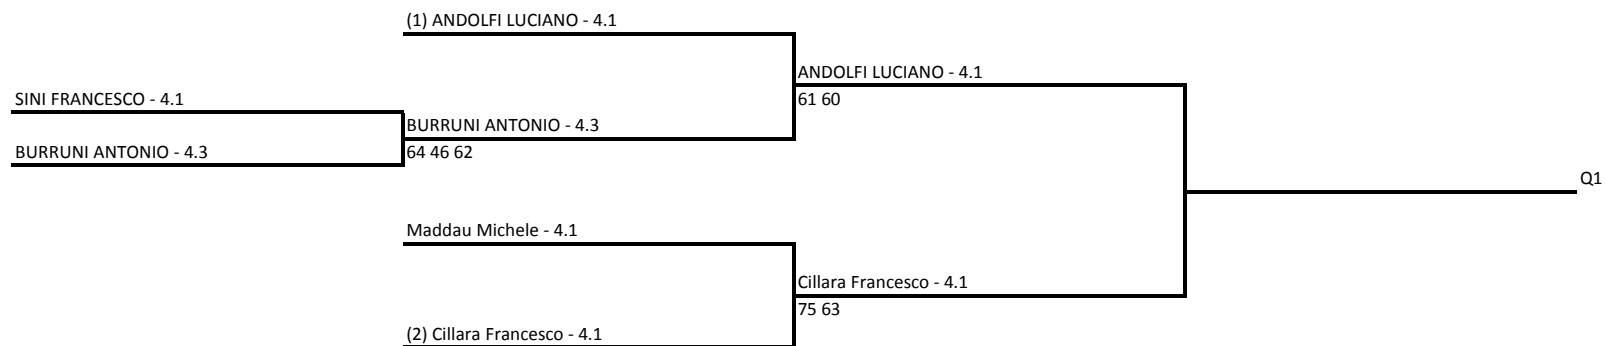 (1) ANDOLFI LUCIANO - 4.1
ANDOLFI LUCIANO - 4.1
SINI FRANCESCO - 4.1
61 60
BURRUNI ANTONIO - 4.3
BURRUNI ANTONIO - 4.3
64 46 62
Q1
Maddau Michele - 4.1
Cillara Francesco - 4.1
75 63
(2) Cillara Francesco - 4.1